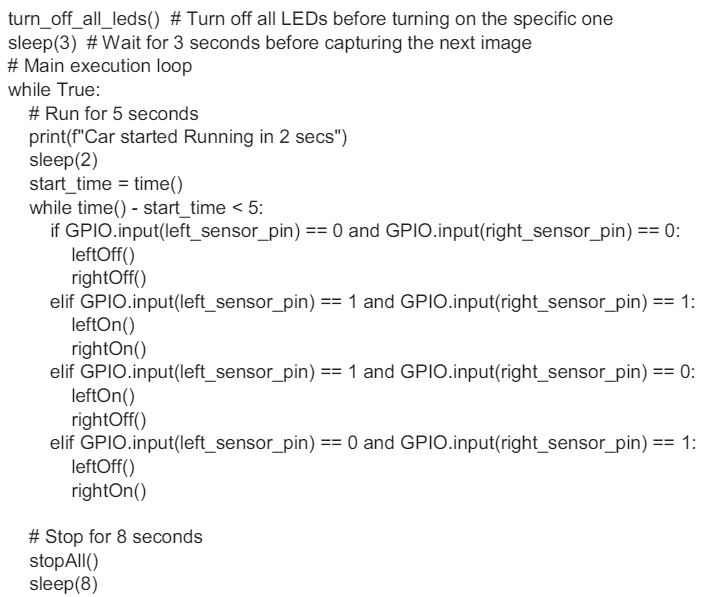 turn_off_all_leds()  # Turn off all LEDs before turning on the specific one
sleep(3)  # Wait for 3 seconds before capturing the next image
# Main execution loop
while True:
    # Run for 5 seconds
    print(f"Car started Running in 2 secs")
    sleep(2)
    start_time = time()
    while time() - start_time < 5:
        if GPIO.input(left_sensor_pin) == 0 and GPIO.input(right_sensor_pin) == 0:
            leftOff()
            rightOff()
        elif GPIO.input(left_sensor_pin) == 1 and GPIO.input(right_sensor_pin) == 1:
            leftOn()
            rightOn()
        elif GPIO.input(left_sensor_pin) == 1 and GPIO.input(right_sensor_pin) == 0:
            leftOn()
            rightOff()
        elif GPIO.input(left_sensor_pin) == 0 and GPIO.input(right_sensor_pin) == 1:
            leftOff()
            rightOn()

    # Stop for 8 seconds
    stopAll()
    sleep(8)